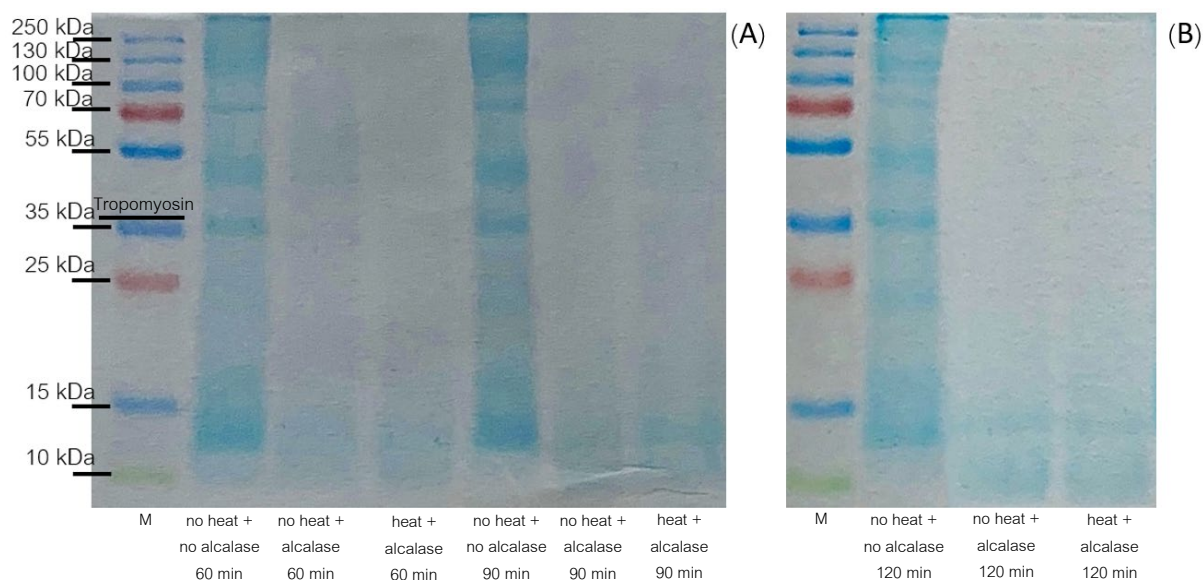 250 kDa
130 kDa
100 kDa
70 kDa
55 kDa
Tropomyosin
35 kDa
25 kDa
15 kDa
10 kDa
(A)
(B)
M
no heat +
no alcalase
60 min
no heat +
alcalase
60 min
heat +
alcalase
60 min
no heat +
no alcalase
90 min
no heat +
alcalase
90 min
heat +
alcalase
90 min
M
no heat +
no alcalase
120 min
no heat +
alcalase
120 min
heat +
alcalase
120 min